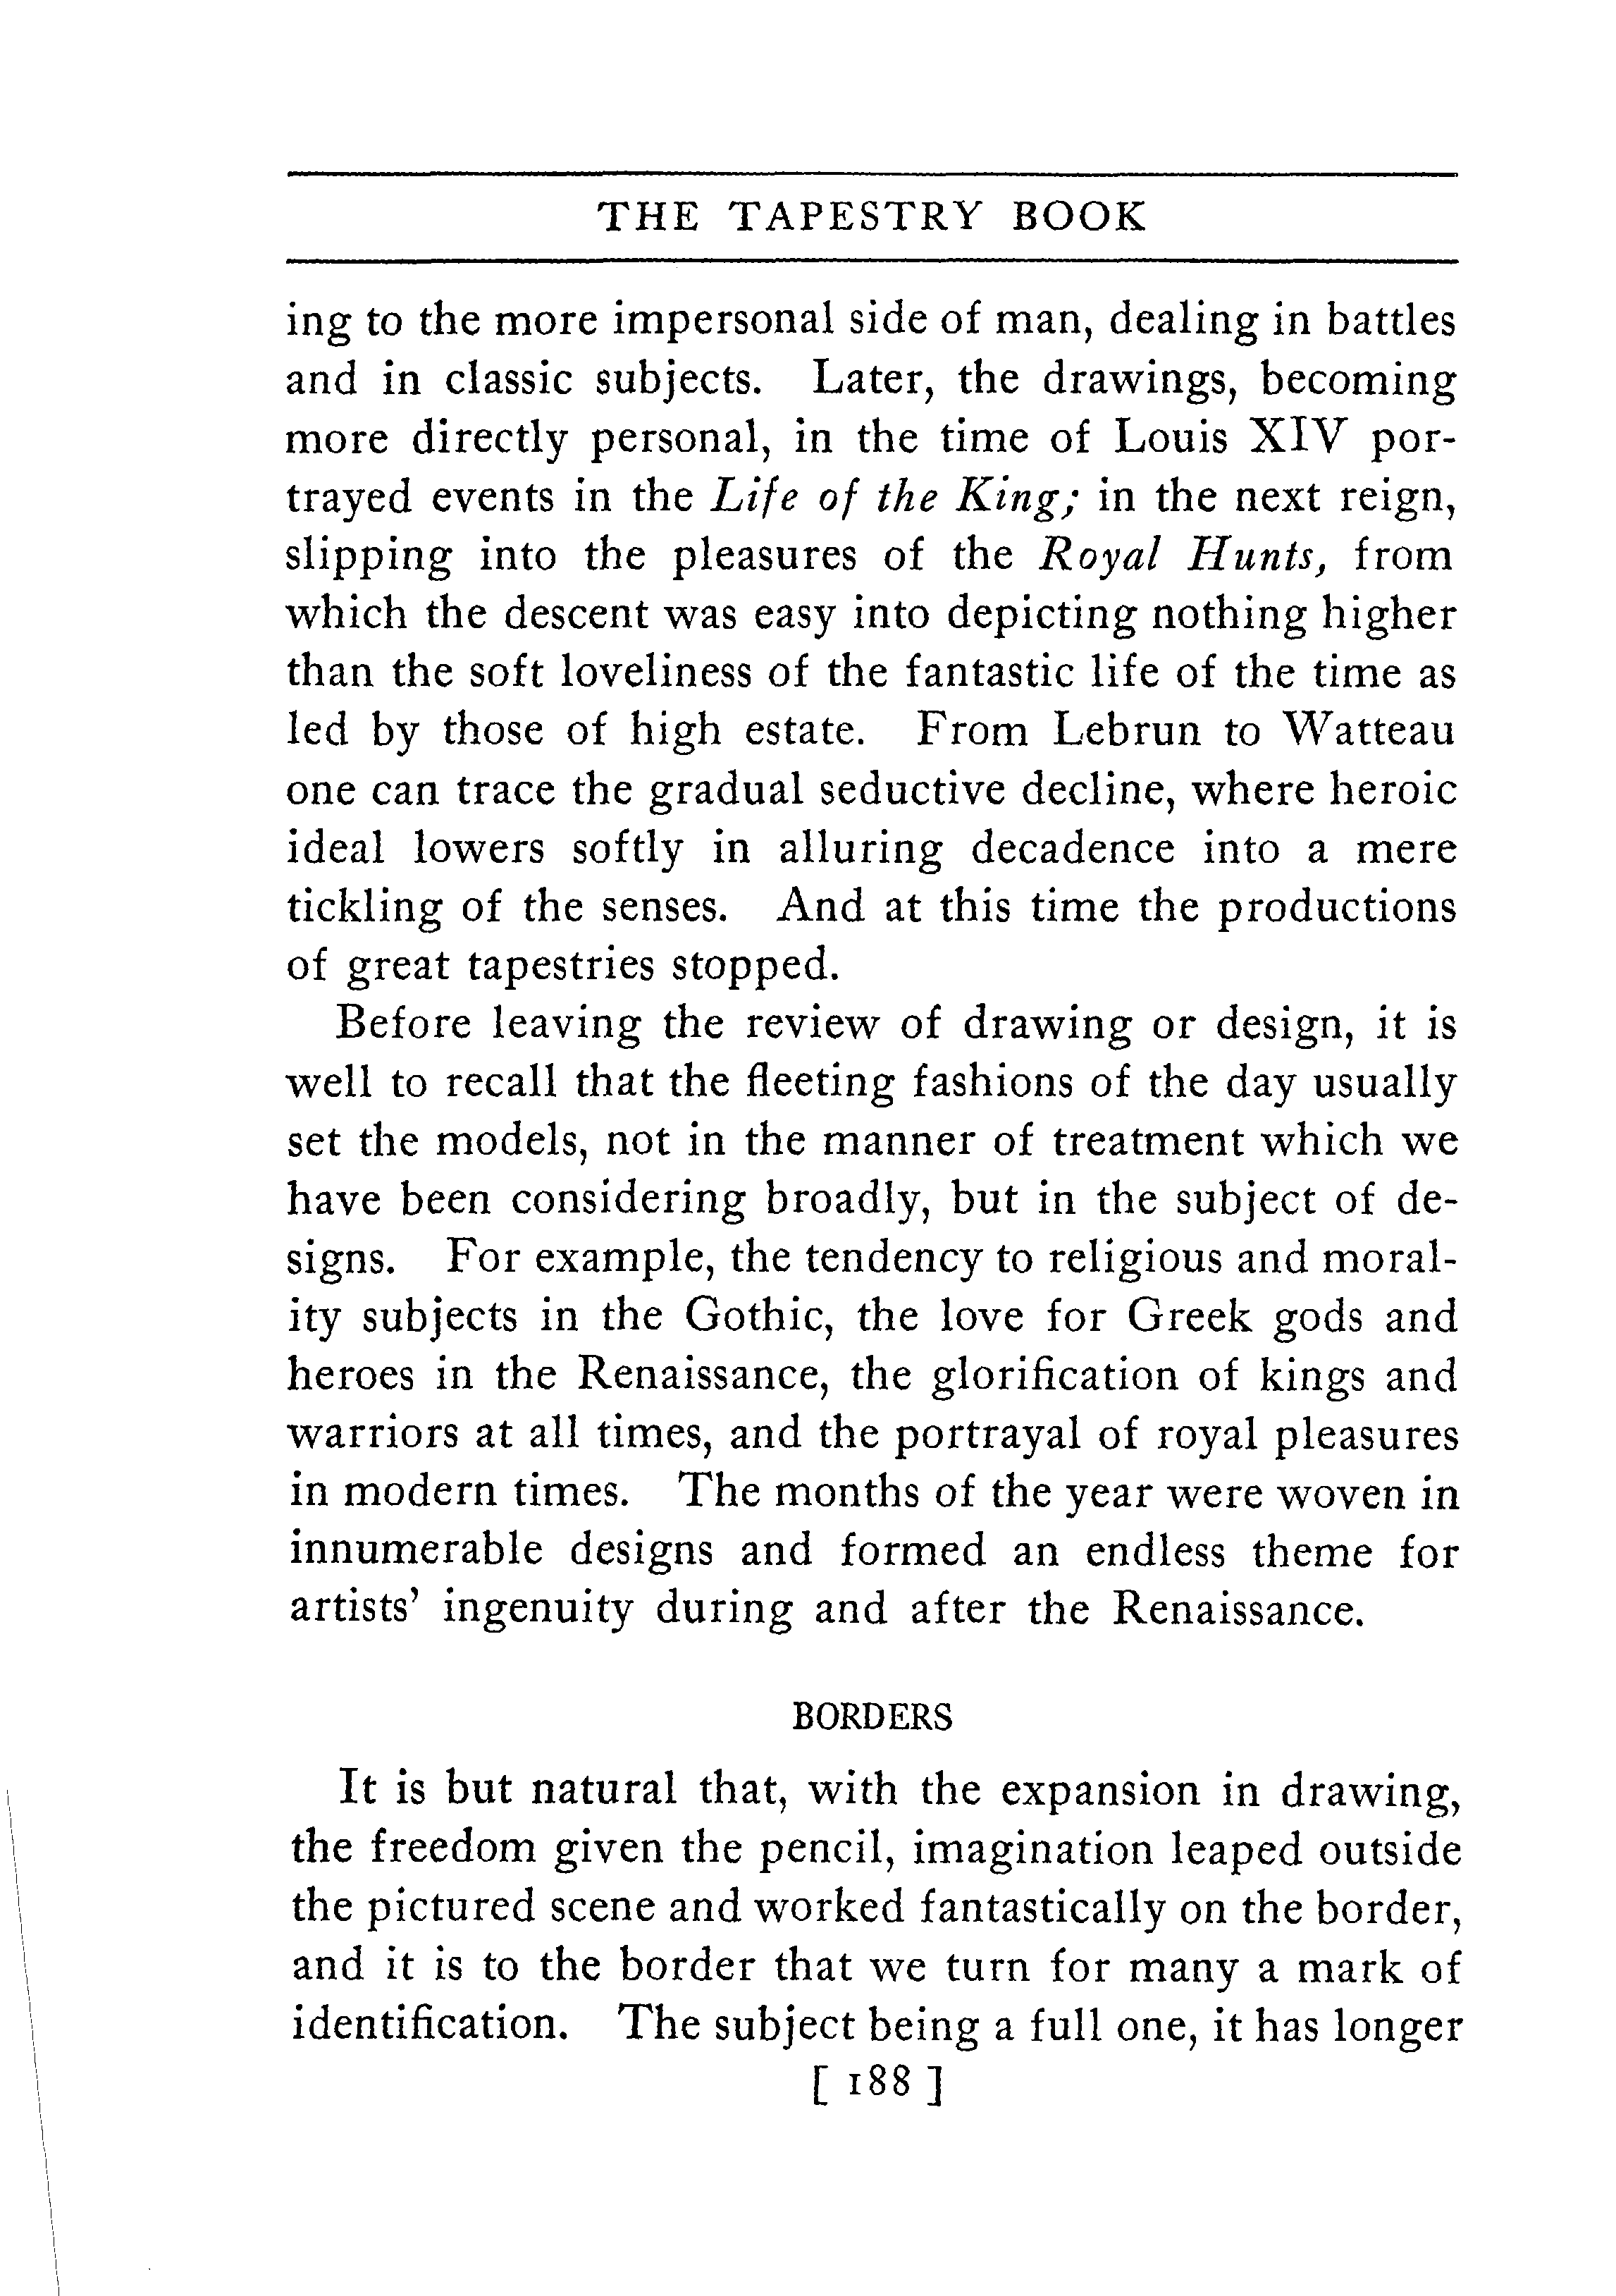 THE TAPESTRY BOOK
ing to the more impersonal side of man, dealing in battles
and in classic subjects. Later, the drawings, becoming
more directly personal, in the time of Louis XIV por-
trayed events in the Life of the King; in the next reign,
slipping into the pleasures of the Royal Hunts, from
which the descent was easy into depicting nothing higher
than the soft loveliness of the fantastic life of the time as
led by those of high estate. From Lebrun to Watteau
one can trace the gradual seductive decline, where heroic
ideal lowers softly in alluring decadence into a mere
tickling of the senses. And at this time the productions
of great tapestries stopped.
Before leaving the review of drawing or design, it is
well to recall that the fleeting fashions of the day usually
set the models, not in the manner of treatment which we
have been considering broadly, but in the subject of de-
signs. For example, the tendency to religious and moral-
ity subjects in the Gothic, the love for Greek gods and
heroes in the Renaissance, the glorification of kings and
warriors at all times, and the portrayal of royal pleasures
in modern times. The months of the year were woven in
innumerable designs and formed an endless theme for
artists' ingenuity during and after the Renaissance.
BORDERS
It is but natural that, with the expansion in drawing,
the freedom given the pencil, imagination leaped outside
the pictured scene and worked fantastically on the border,
and it is to the border that we turn for many a mark of
identification. The subject being a full one, it has longer
[ 188 ]